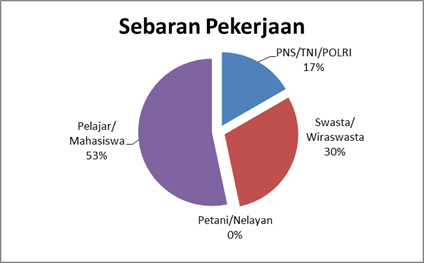 Sebaran Pekerjaan
PNS/TNI/POLRI
17%
Swasta/
Wiraswasta
30%
Petani/Nelayan
0%
Pelajar/
Mahasiswa
53%